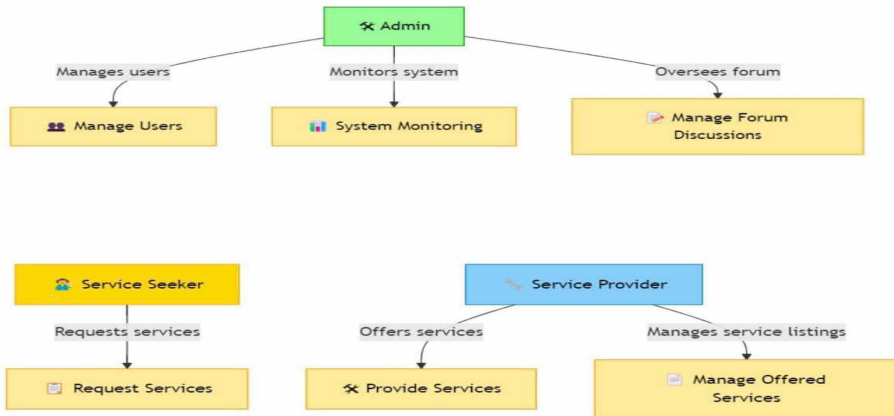 🛠 Admin
Manages users
Monitors system
Oversees forum
👥 Manage Users
📊 System Monitoring
📝 Manage Forum
Discussions
Service Seeker
🔧 Service Provider
Requests services
Offers services
Manages service listings
📋 Request Services
🛠 Provide Services
📄 Manage Offered
Services